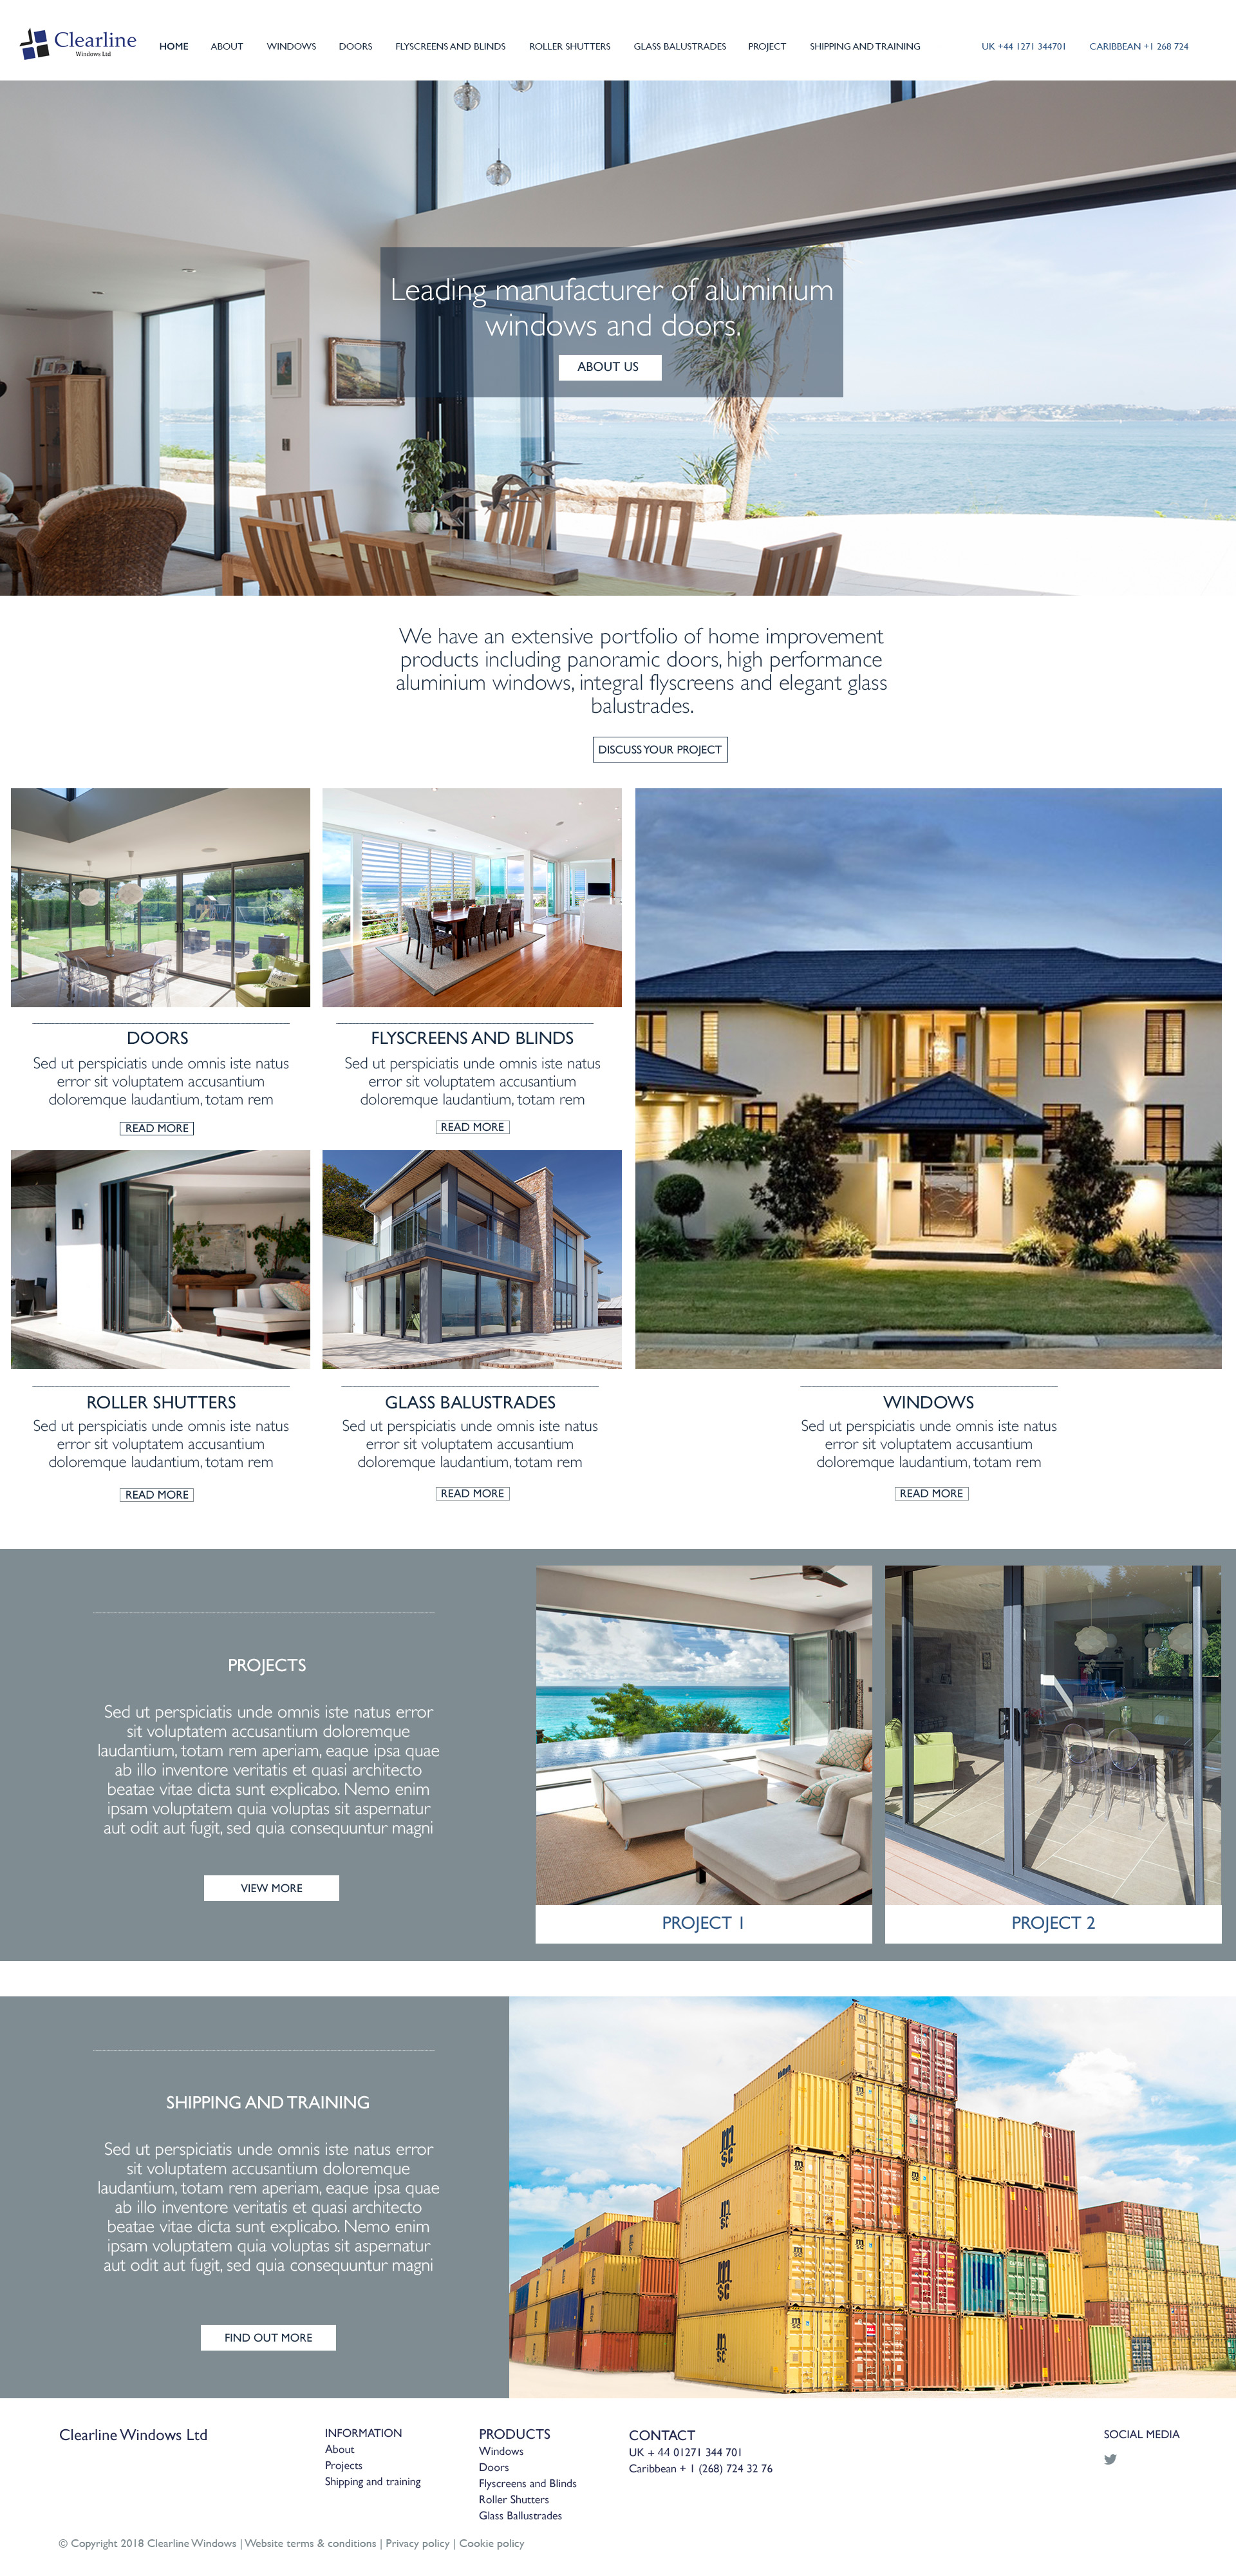 Clearline
Windows Ltd
HOME ABOUT WINDOWS DOORS FLYSCREENS AND BLINDS ROLLER SHUTTERS GLASS BALUSTRADES PROJECT SHIPPING AND TRAINING UK +44 1271 344701 CARIBBEAN +1 268 724
Leading manufacturer of aluminium
windows and doors.
ABOUT US
We have an extensive portfolio of home improvement
products including panoramic doors, high performance
aluminium windows, integral flyscreens and elegant glass
balustrades.
DISCUSS YOUR PROJECT
DOORS
Sed ut perspiciatis unde omnis iste natus
error sit voluptatem accusantium
doloremque laudantium, totam rem
READ MORE
FLYSCREENS AND BLINDS
Sed ut perspiciatis unde omnis iste natus
error sit voluptatem accusantium
doloremque laudantium, totam rem
READ MORE
ROLLER SHUTTERS
Sed ut perspiciatis unde omnis iste natus
error sit voluptatem accusantium
doloremque laudantium, totam rem
READ MORE
GLASS BALUSTRADES
Sed ut perspiciatis unde omnis iste natus
error sit voluptatem accusantium
doloremque laudantium, totam rem
READ MORE
WINDOWS
Sed ut perspiciatis unde omnis iste natus
error sit voluptatem accusantium
doloremque laudantium, totam rem
READ MORE
PROJECTS
Sed ut perspiciatis unde omnis iste natus error
sit voluptatem accusantium doloremque
laudantium, totam rem aperiam, eaque ipsa quae
ab illo inventore veritatis et quasi architecto
beatae vitae dicta sunt explicabo. Nemo enim
ipsam voluptatem quia voluptas sit aspernatur
aut odit aut fugit, sed quia consequuntur magni
VIEW MORE
PROJECT 1
PROJECT 2
SHIPPING AND TRAINING
Sed ut perspiciatis unde omnis iste natus error
sit voluptatem accusantium doloremque
laudantium, totam rem aperiam, eaque ipsa quae
ab illo inventore veritatis et quasi architecto
beatae vitae dicta sunt explicabo. Nemo enim
ipsam voluptatem quia voluptas sit aspernatur
aut odit aut fugit, sed quia consequuntur magni
FIND OUT MORE
tex
msc
msc
msc
msc
Clearline Windows Ltd
INFORMATION
About
Projects
Shipping and training
PRODUCTS
Windows
Doors
Flyscreens and Blinds
Roller Shutters
Glass Ballustrades
CONTACT
UK + 44 01271 344 701
Caribbean + 1 (268) 724 32 76
SOCIAL MEDIA
© Copyright 2018 Clearline Windows | Website terms & conditions | Privacy policy | Cookie policy